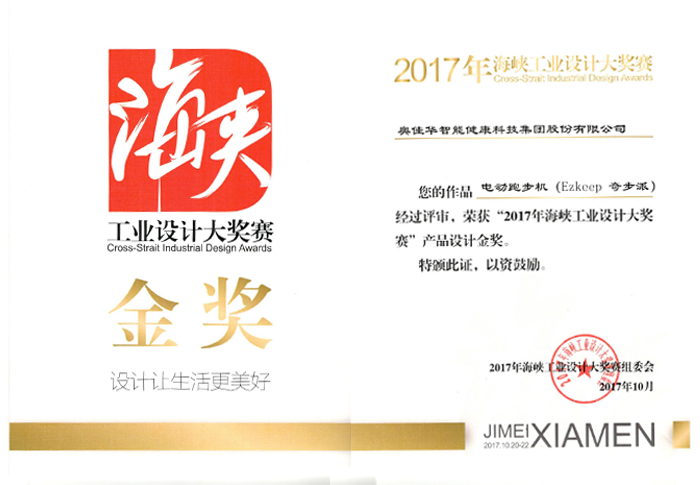 海峡
工业设计大奖赛
Cross-Strait Industrial Design Awards
金奖
设计让生活更美好
2017年海峡工业设计大奖赛
Cross-Strait Industrial Design Awards
奥佳华智能健康科技集团股份有限公司
您的作品 电动跑步机（Ezkeep 奇步派）
经过评审，荣获“2017年海峡工业设计大奖
赛”产品设计金奖。
特颁此证，以资鼓励。
2017年海峡工业设计大奖赛组委会
2017年10月
JIMEI XIAMEN
2017.10.20-22